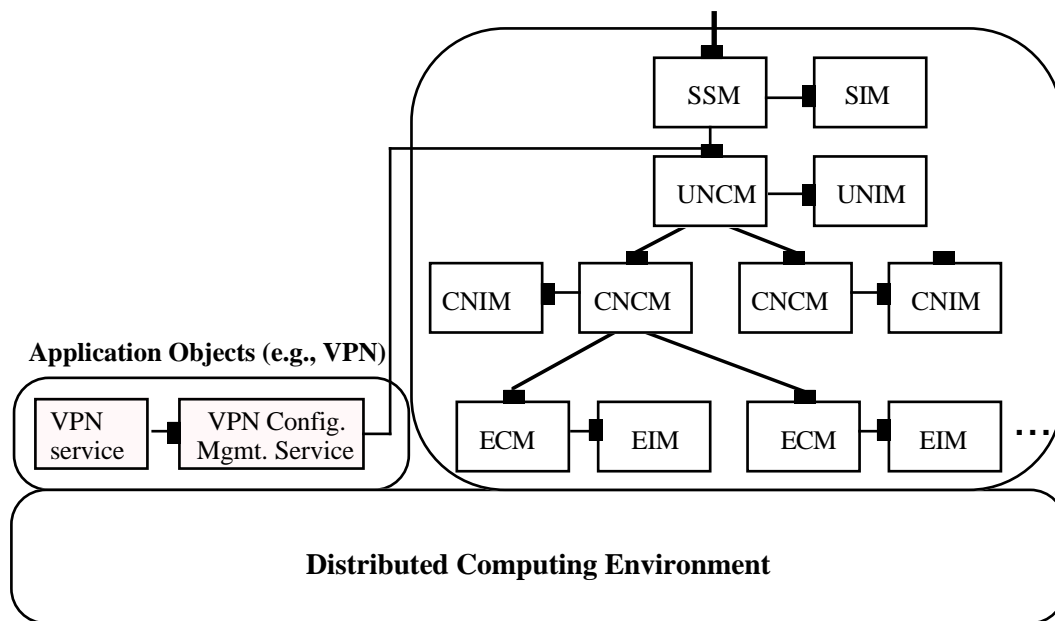 SSM
SIM
UNCM
UNIM
CNIM
CNCM
CNCM
CNIM
Application Objects (e.g., VPN)
VPN
service
VPN Config.
Mgmt. Service
ECM
EIM
ECM
EIM
...
Distributed Computing Environment